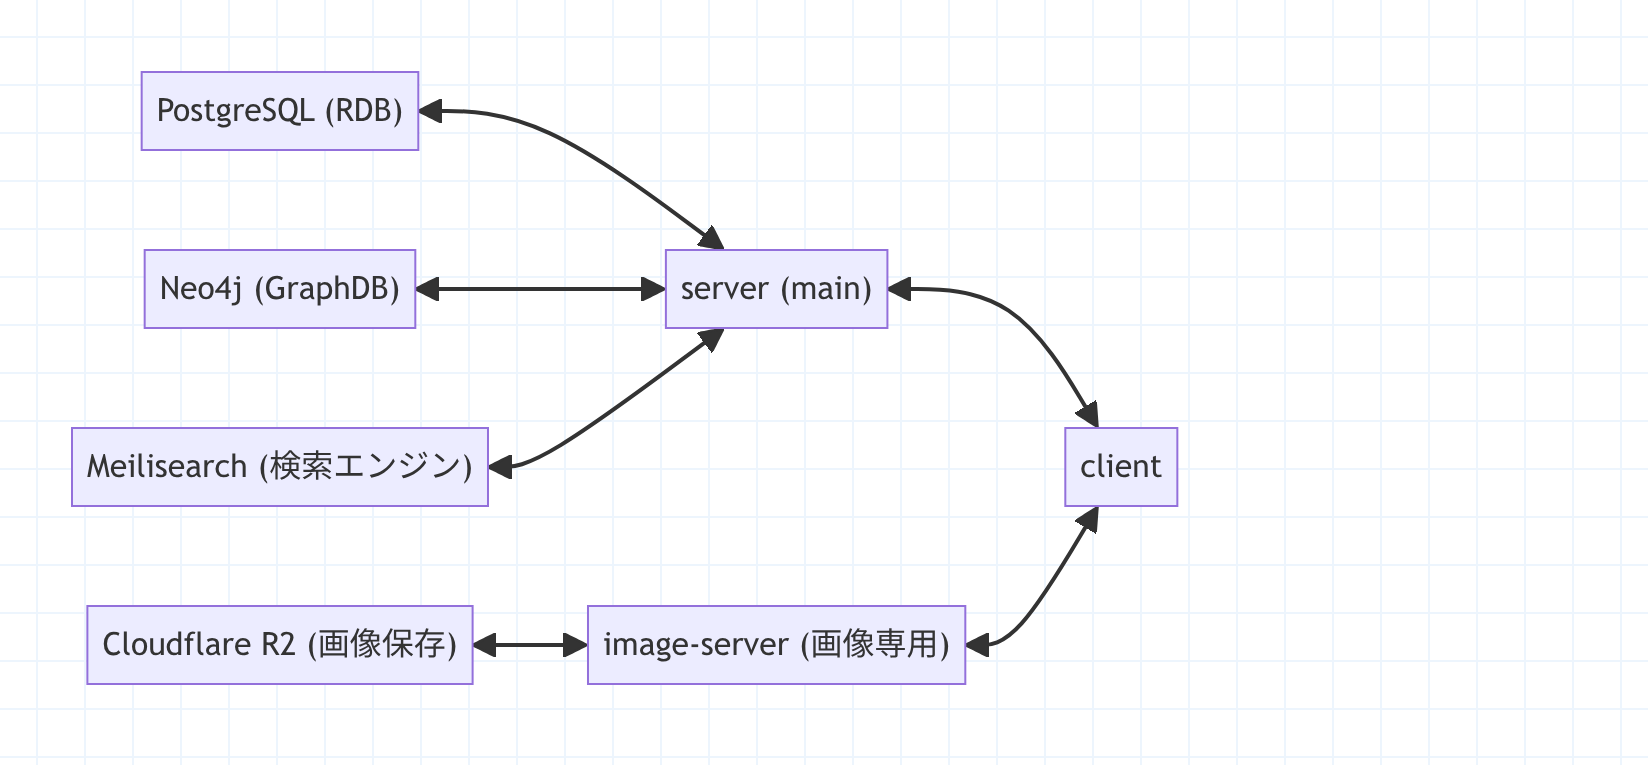 PostgreSQL (RDB)
Neo4j (GraphDB)
server (main)
Meilisearch (検索エンジン)
client
Cloudflare R2 (画像保存)
image-server (画像専用)